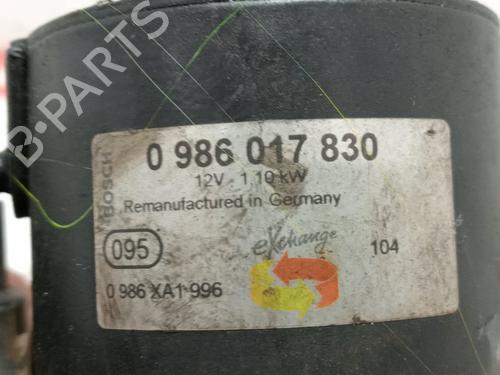 BOSCH
0 986 017 830
12V - 1,10 kW
Remanufactured in Germany
095
eXchange
104
0 986 XA1 996
B